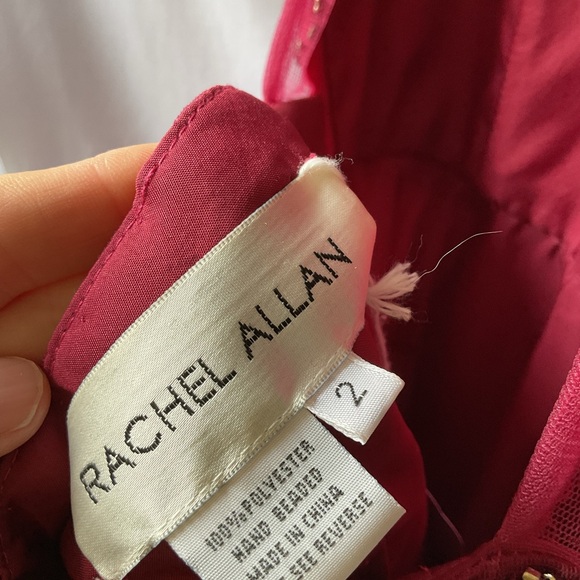 RACHEL ALLAN
2
100% POLYESTER
HAND BEADED
MADE IN CHINA
SEE REVERSE